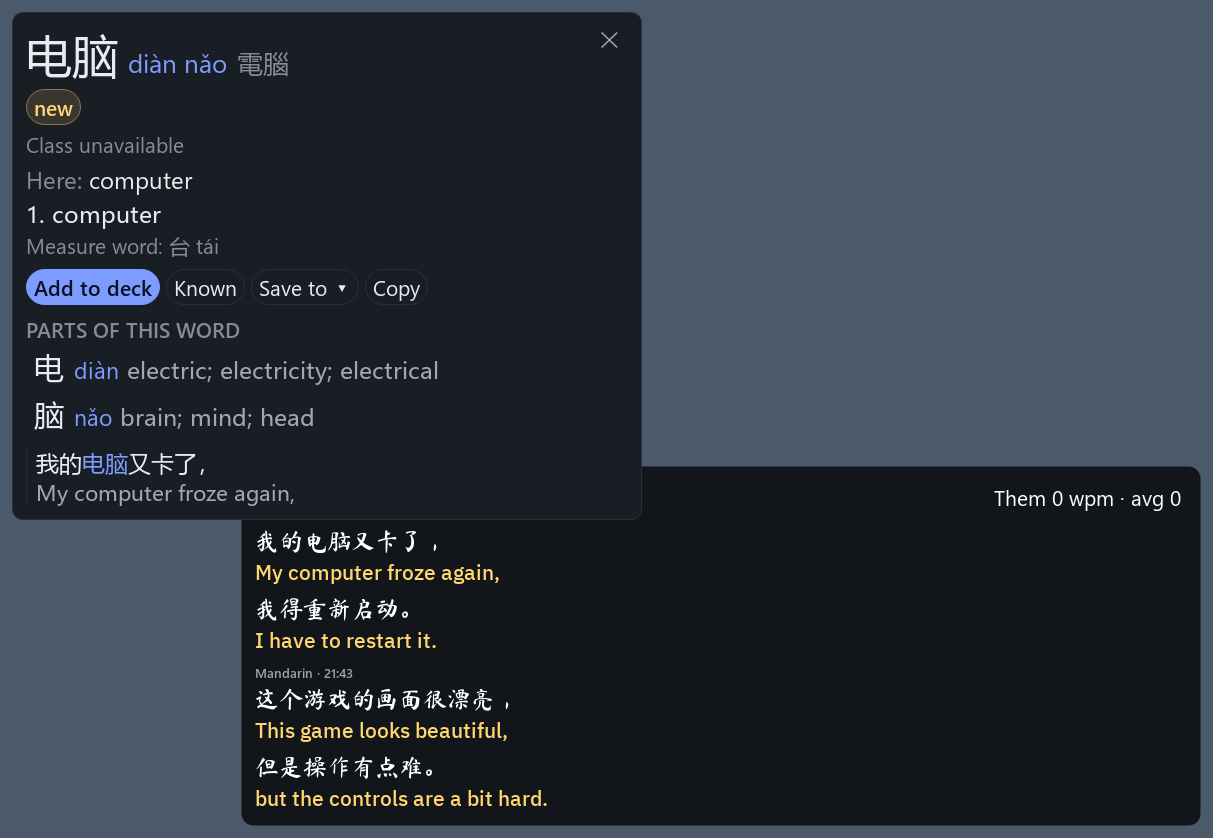 电脑 diàn nǎo 電腦
new
Class unavailable
Here: computer
1. computer
Measure word: 台 tái
Add to deck Known Save to ▾ Copy
PARTS OF THIS WORD
电 diàn electric; electricity; electrical
脑 nǎo brain; mind; head
我的电脑又卡了，
My computer froze again,
Them 0 wpm · avg 0
我的电脑又卡了，
My computer froze again,
我得重新启动。
I have to restart it.
Mandarin · 21:43
这个游戏的画面很漂亮，
This game looks beautiful,
但是操作有点难。
but the controls are a bit hard.